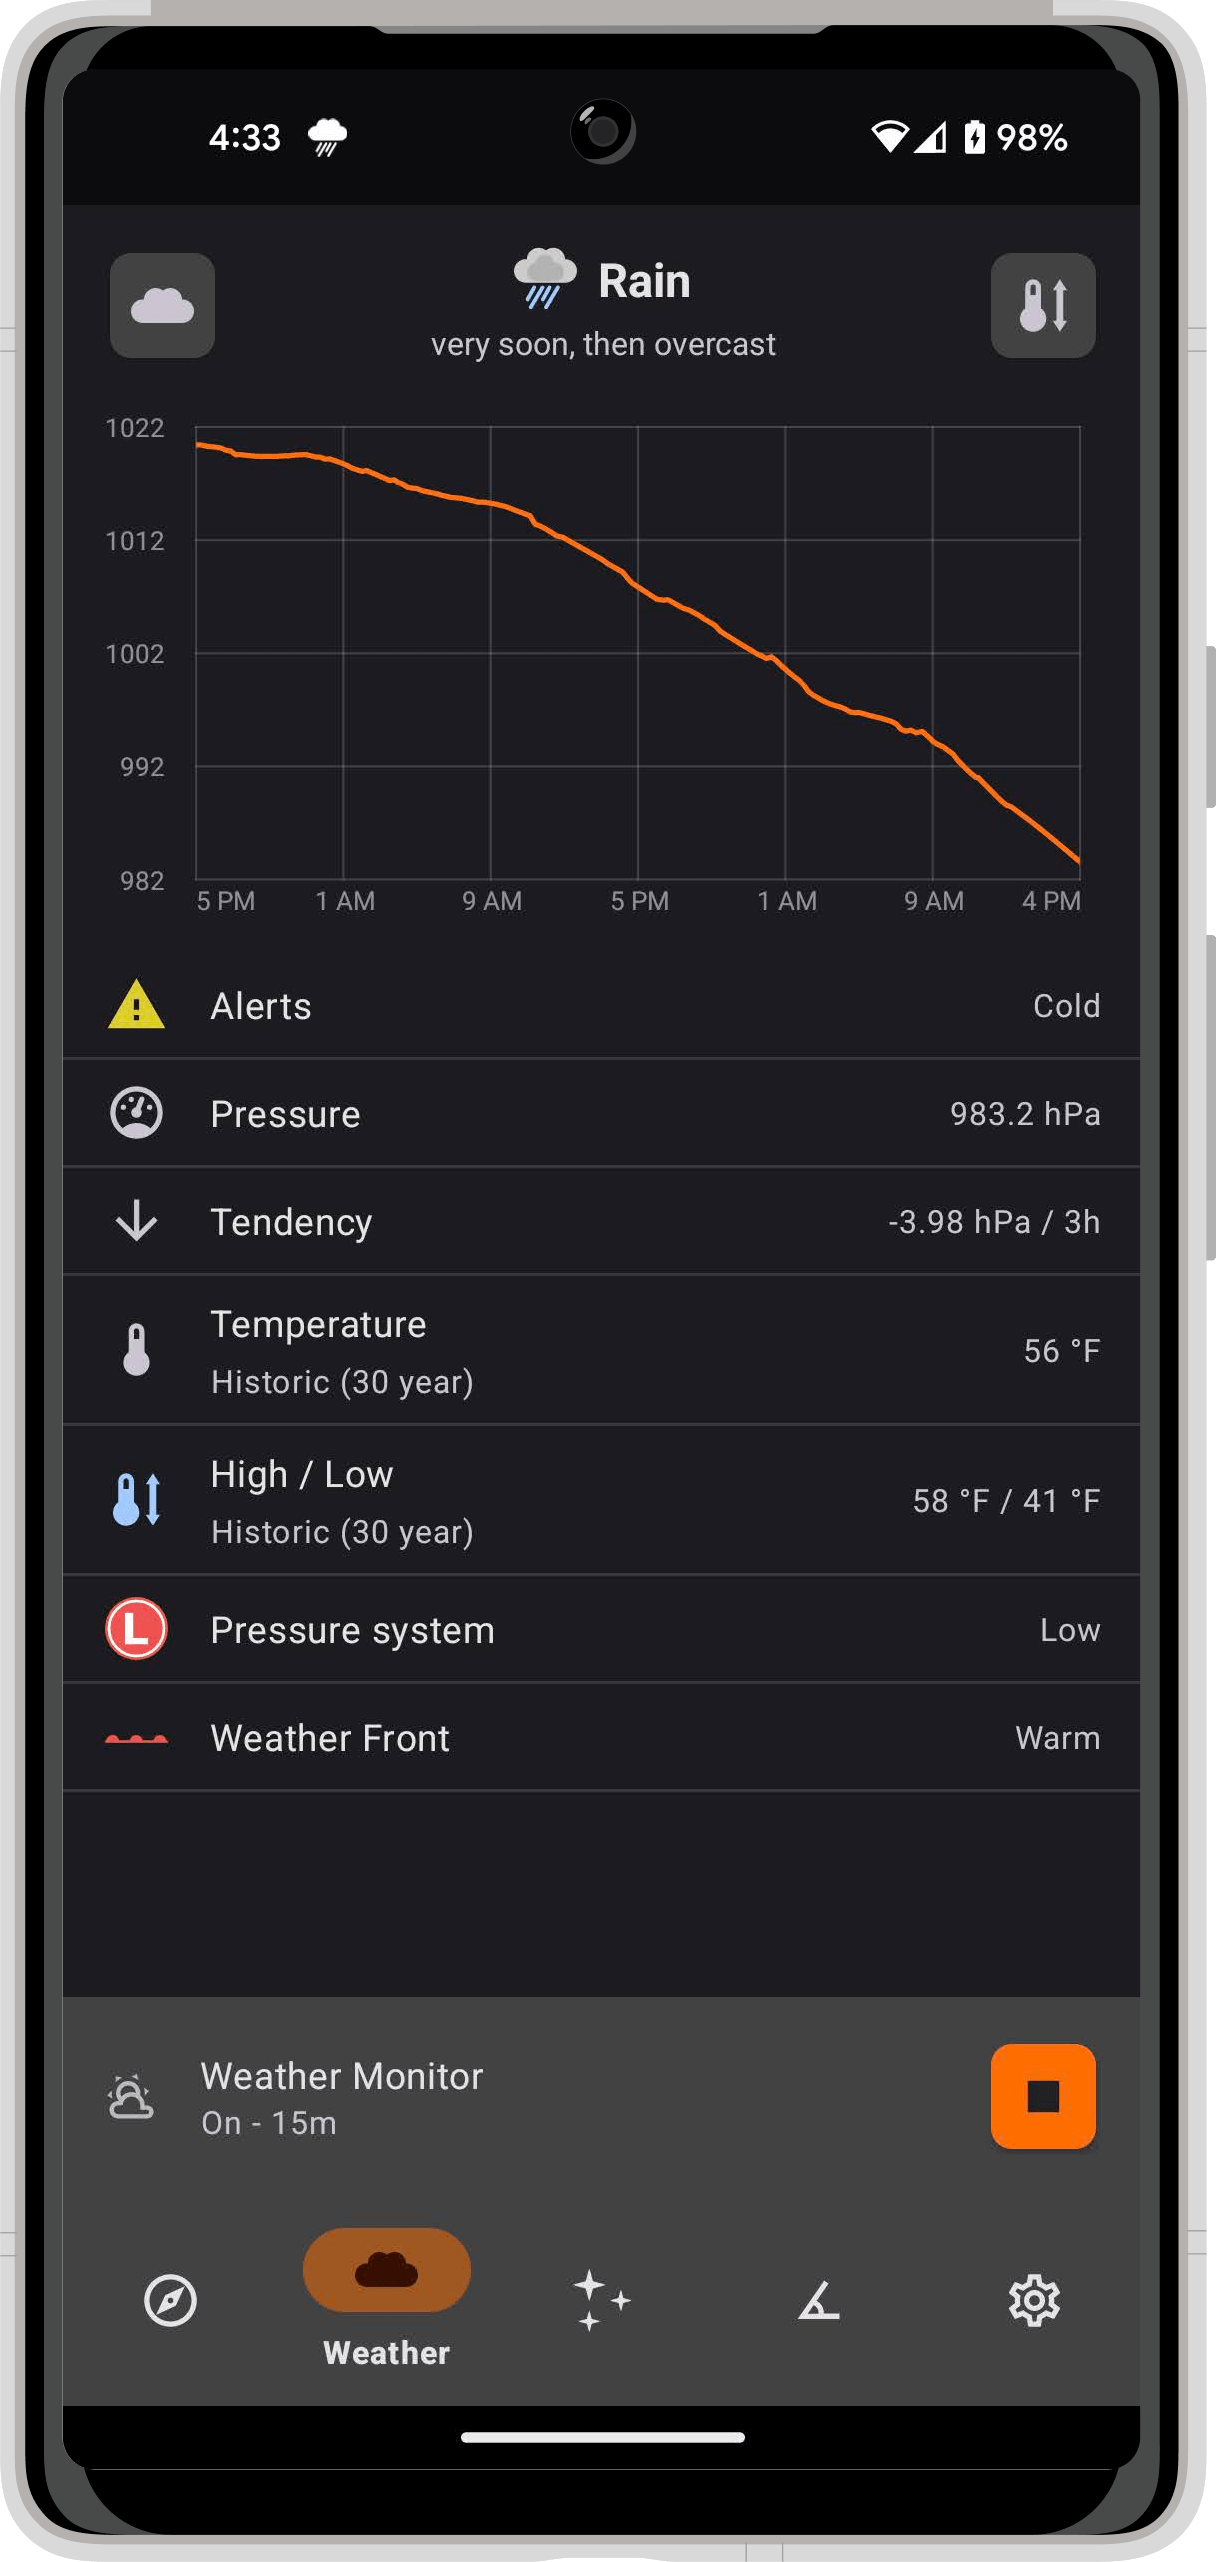 4:33
98%
Rain
very soon, then overcast
1022
1012
1002
992
982
5 PM 1 AM 9 AM 5 PM 1 AM 9 AM 4 PM
Alerts Cold
Pressure 983.2 hPa
Tendency -3.98 hPa / 3h
Temperature
Historic (30 year) 56 °F
High / Low
Historic (30 year) 58 °F / 41 °F
L Pressure system Low
Weather Front Warm
Weather Monitor
On - 15m
Weather